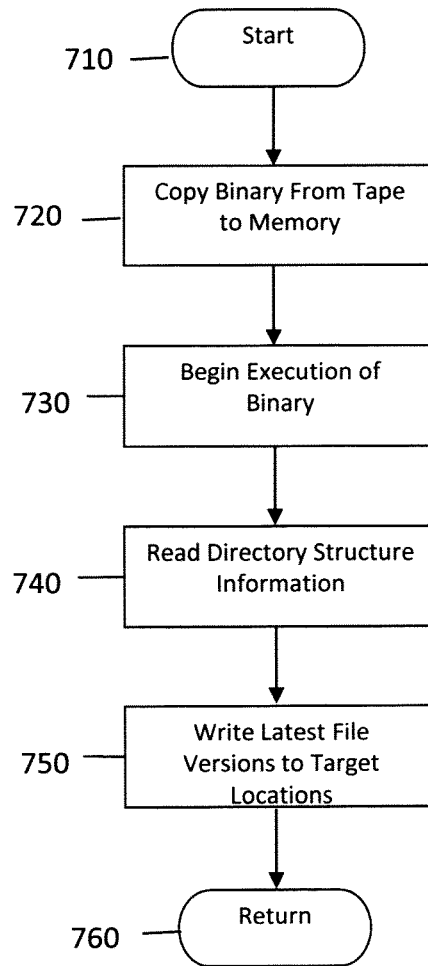 Start
710
Copy Binary From Tape
to Memory
720
Begin Execution of
Binary
730
Read Directory Structure
Information
740
Write Latest File
Versions to Target
Locations
750
Return
760